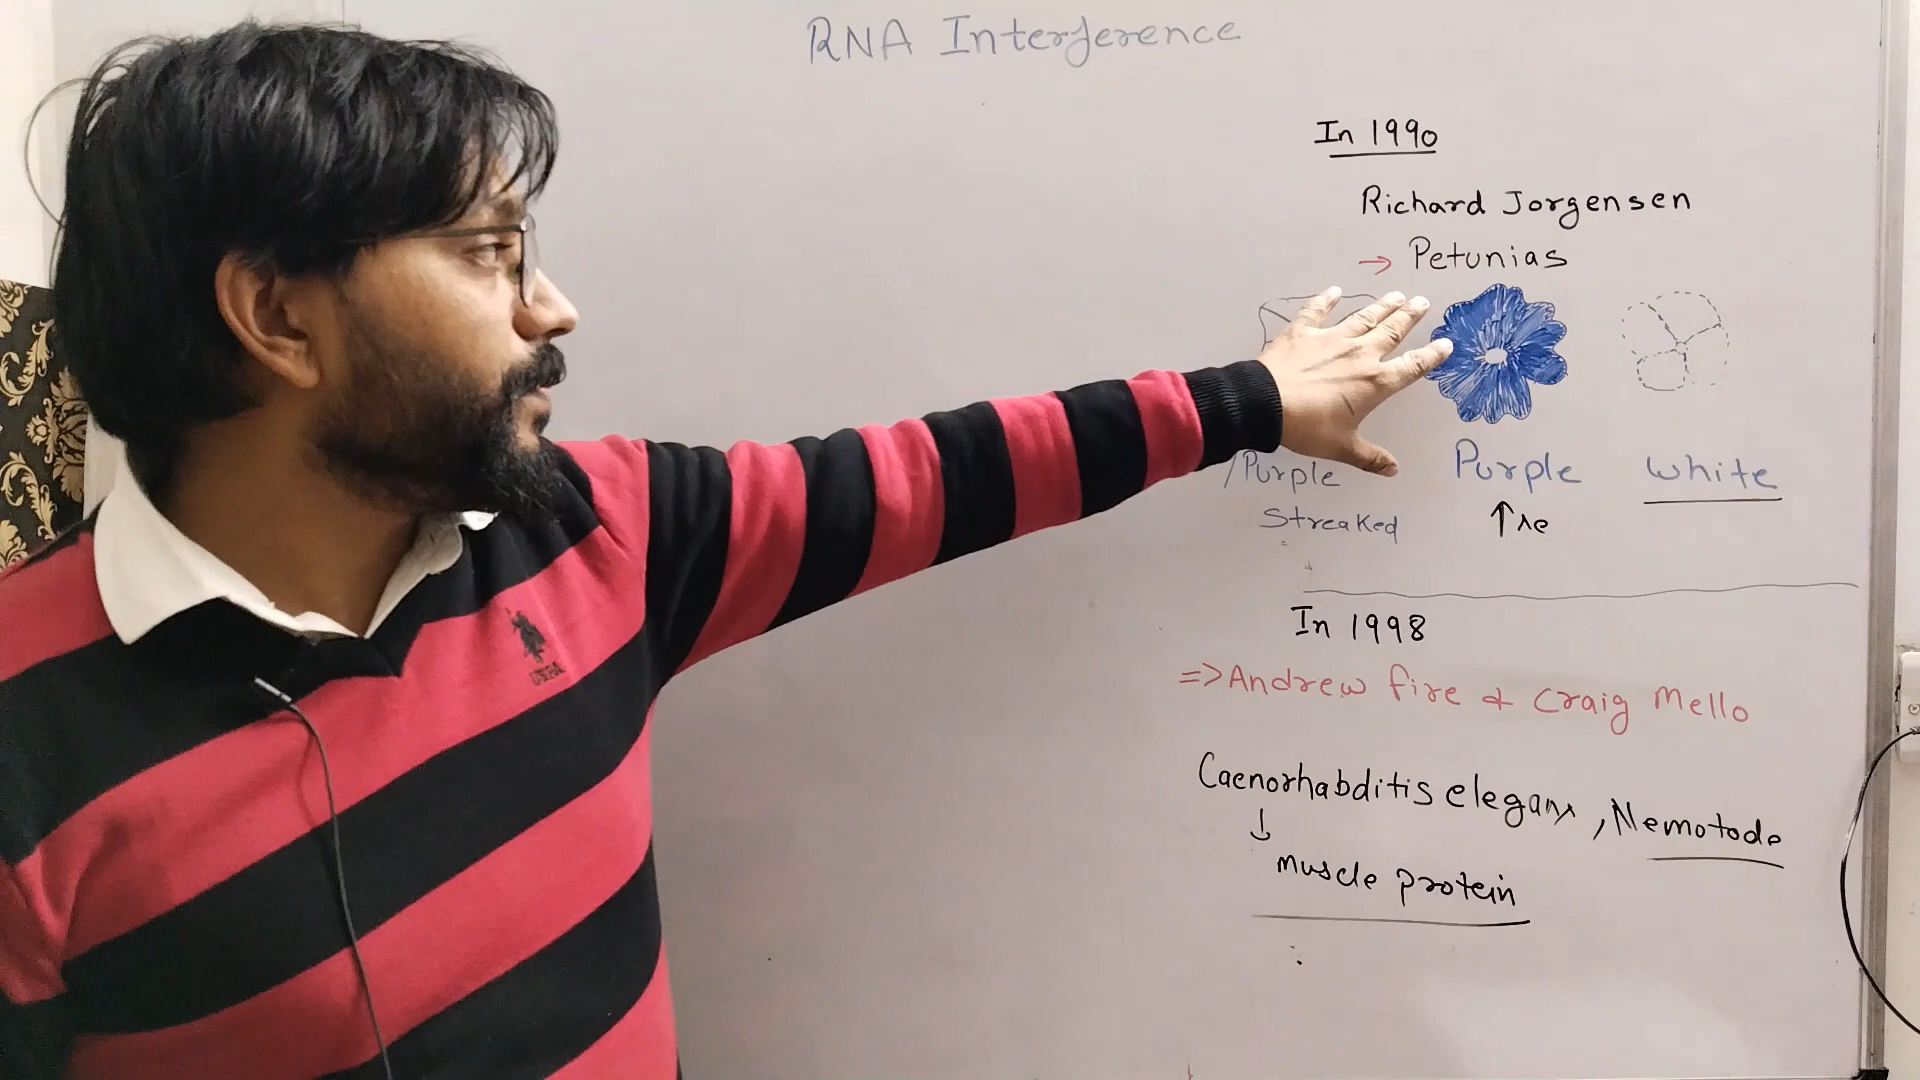 RNA Interference
In 1990
Richard Jorgensen
→ Petunias
/Purple
Streaked
Purple
white
In 1998
=> Andrew fire & Craig Mello
Caenorhabditis elegans, Nemotode
↓
muscle protein